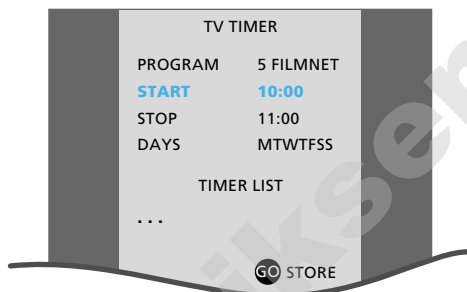 TV TIMER
PROGRAM 5 FILMNET
START 10:00
STOP 11:00
DAYS MTWTFSS
TIMER LIST
...
GO STORE